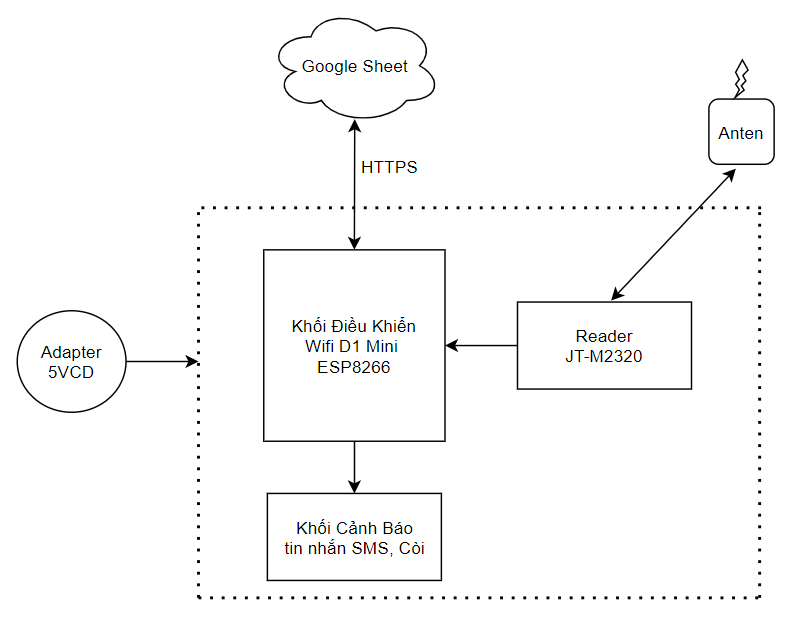 Google Sheet
Anten
HTTPS
Khối Điều Khiển
Wifi D1 Mini
ESP8266
Reader
JT-M2320
Adapter
5VCD
Khối Cảnh Báo
tin nhắn SMS, Còi